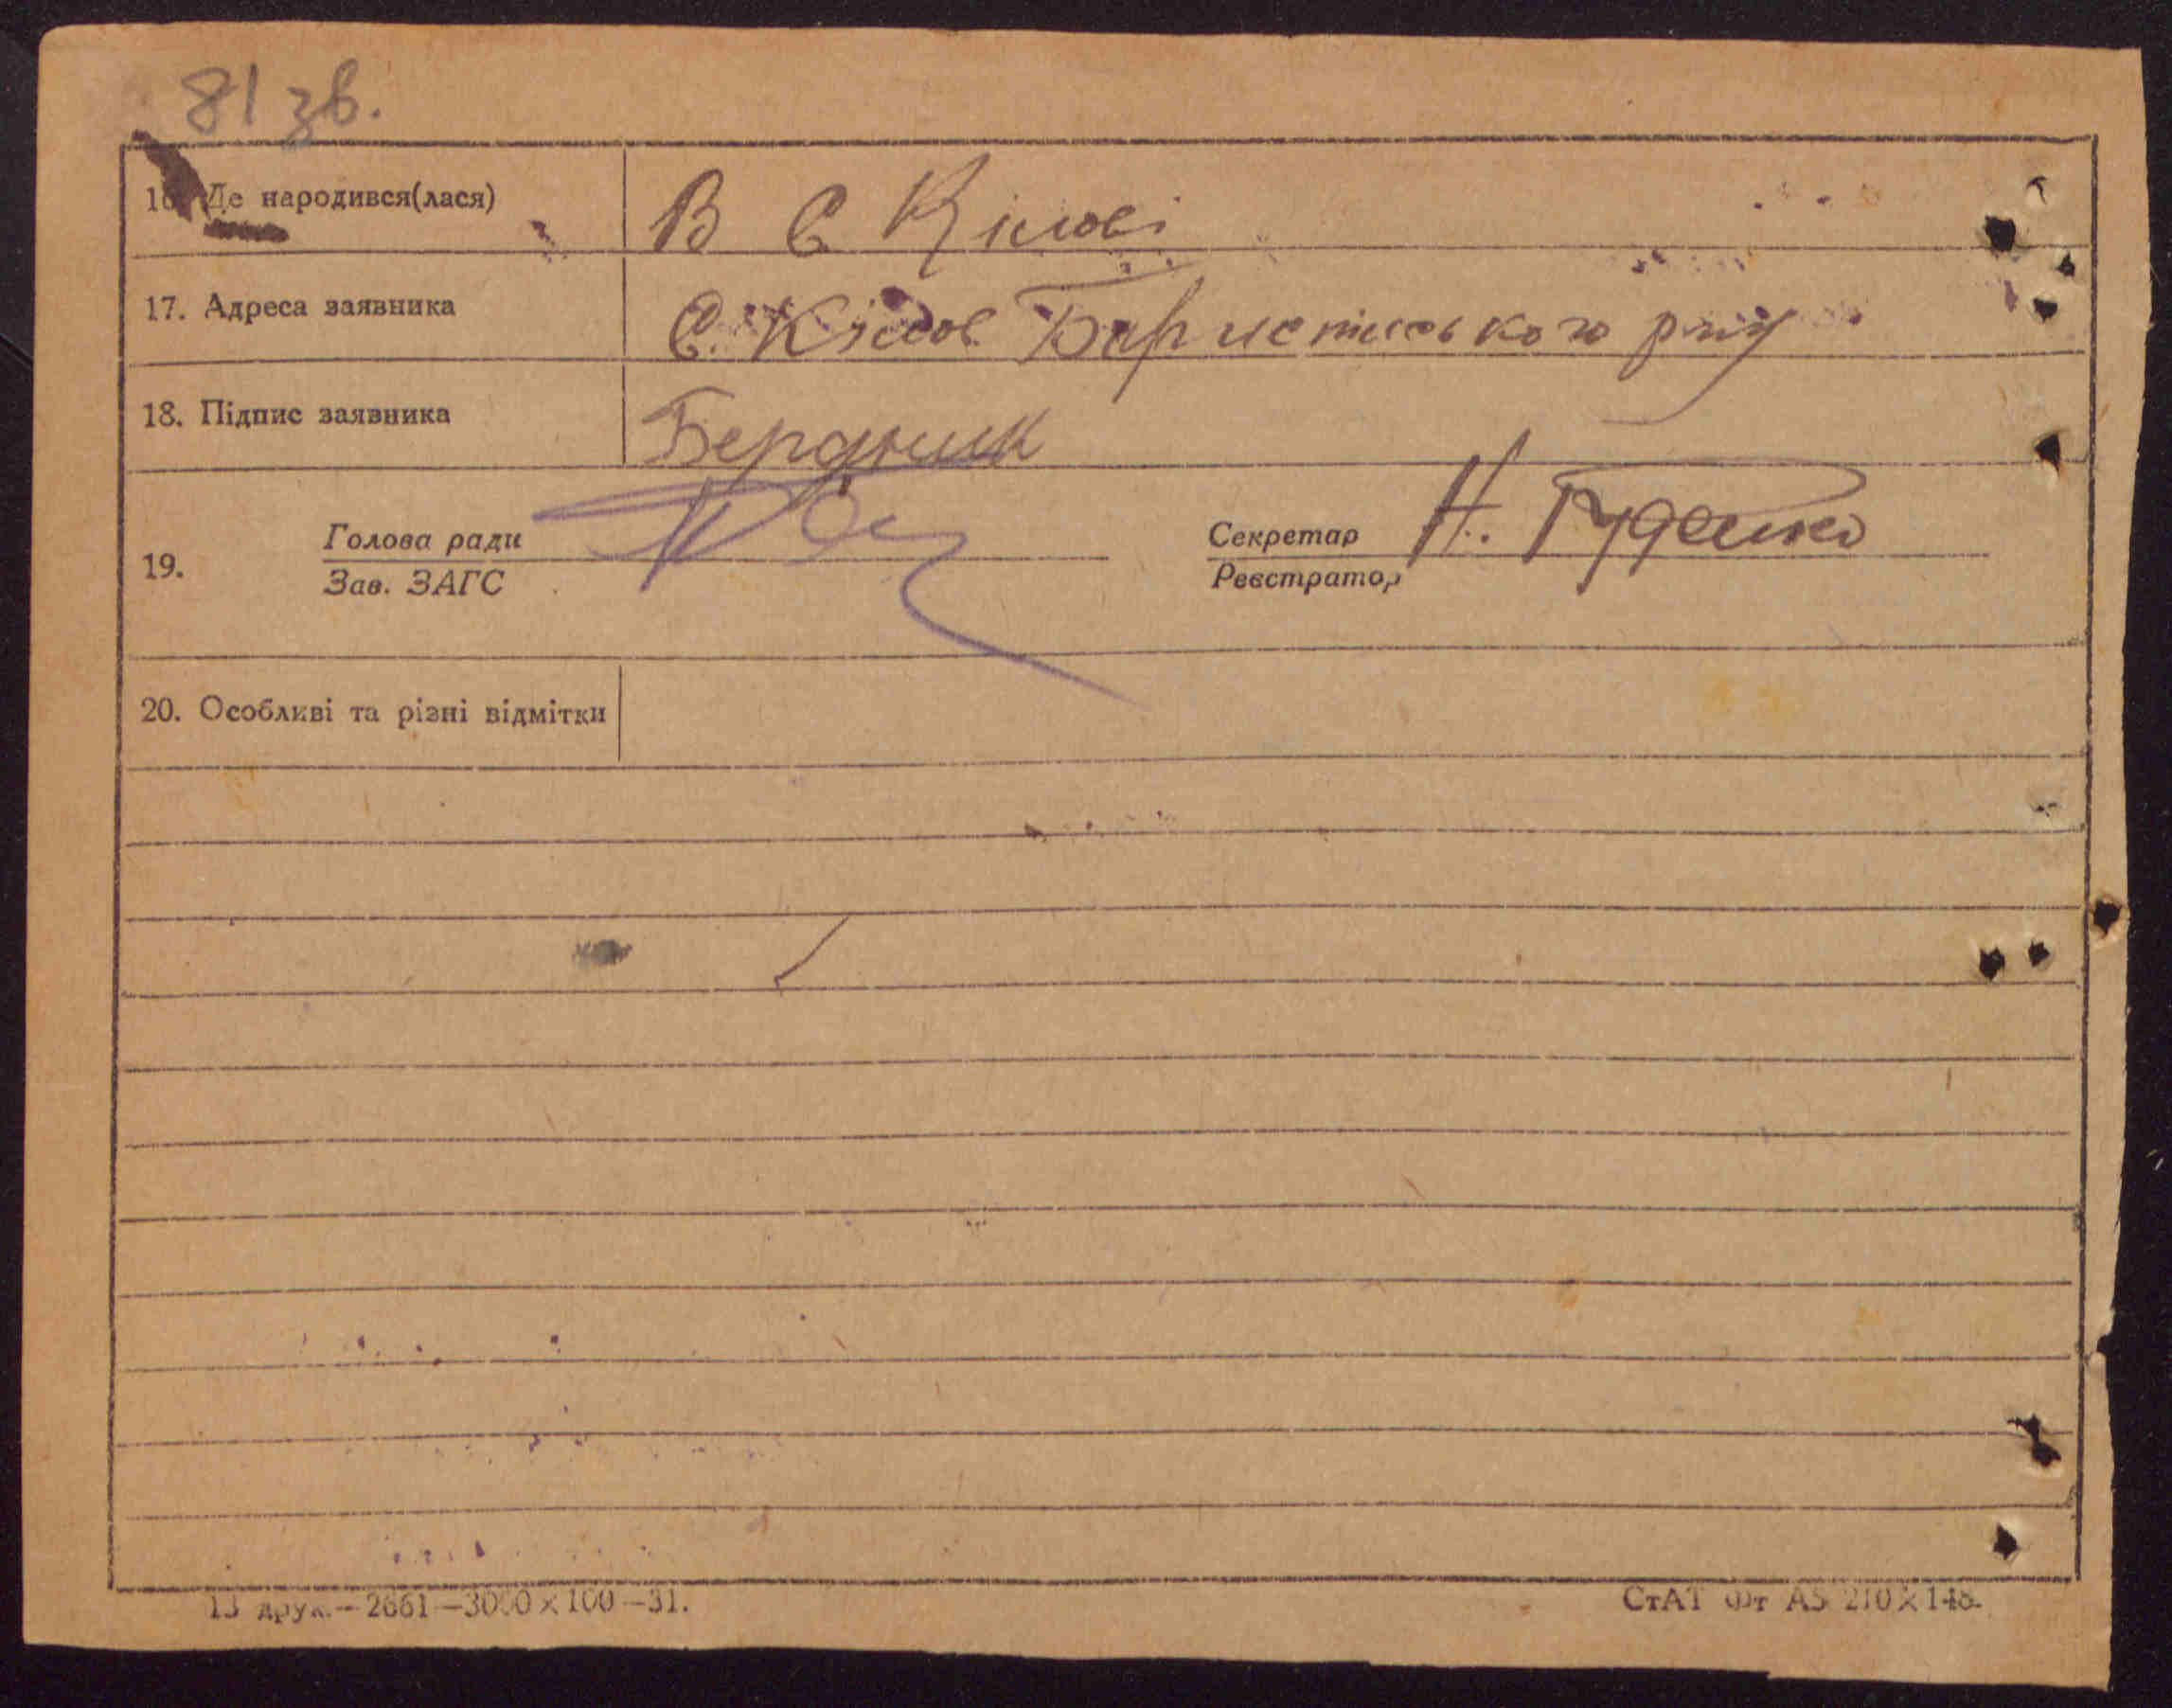 81 зв.
16. Де народився(лася) В С Кілові
17. Адреса заявника С. Кілов р-ну
18. Підпис заявника Бердник
19. Голова ради Секретар Н. Руденко
Зав. ЗАГС Реєстратор
20. Особливі та різні відмітки
13 друк.—2661—3000×100—31. СтАТ Фт А5 210×148.